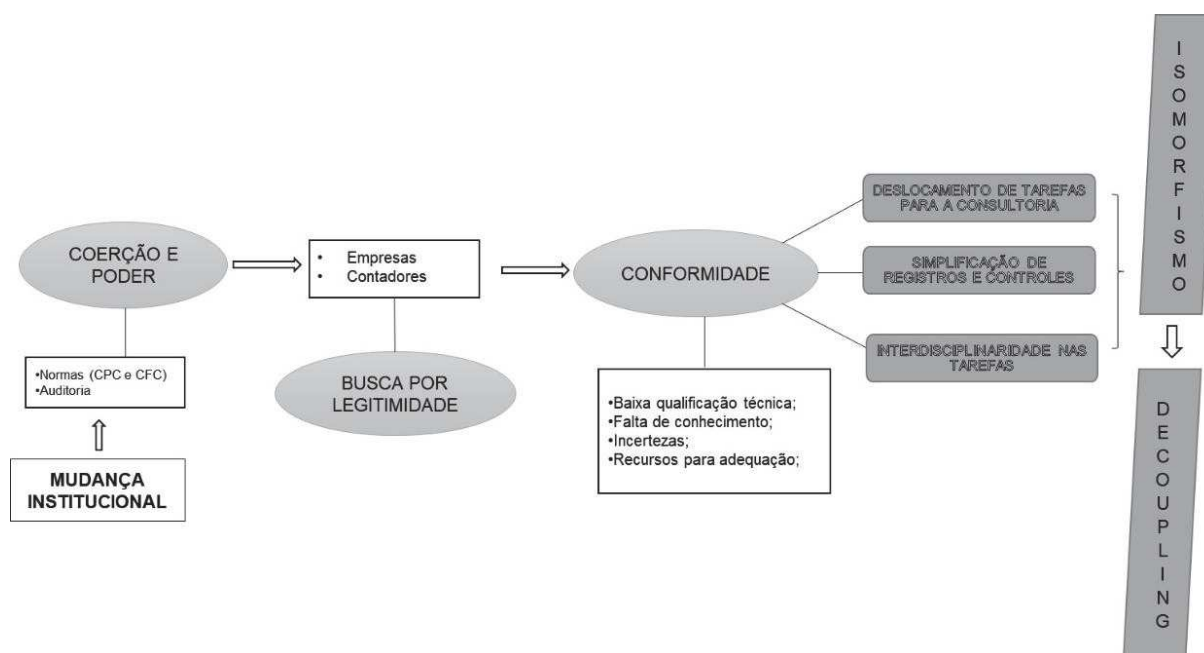 COERÇÃO E
PODER
•Normas (CPC e CFC)
•Auditoria
MUDANÇA
INSTITUCIONAL
• Empresas
• Contadores
BUSCA POR
LEGITIMIDADE
CONFORMIDADE
•Baixa qualificação técnica;
•Falta de conhecimento;
•Incertezas;
•Recursos para adequação;
DESLOCAMENTO DE TAREFAS
PARA A CONSULTORIA
SIMPLIFICAÇÃO DE
REGISTROS E CONTROLES
INTERDISCIPLINARIDADE NAS
TAREFAS
ISOMORFISMO
DECOUPLING